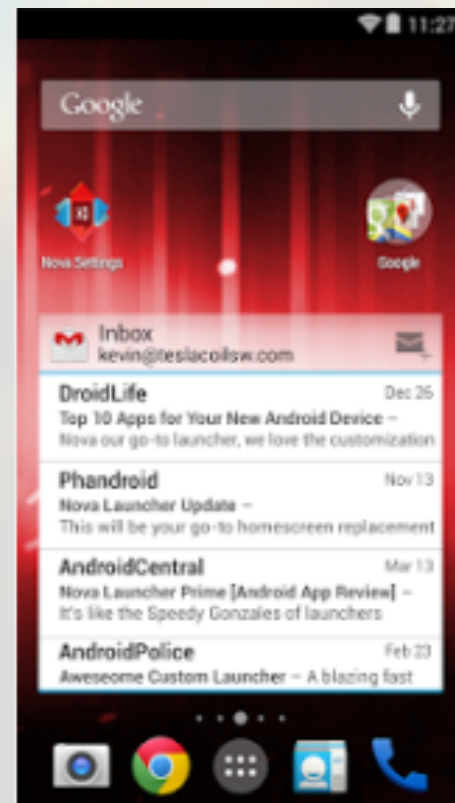 11:27
Google
Nova Settings
Google
Inbox
kevin@teslacoilsw.com
DroidLife Dec 26
Top 10 Apps for Your New Android Device –
Nova our go-to launcher, we love the customization
Phandroid Nov 13
Nova Launcher Update –
This will be your go-to homescreen replacement
AndroidCentral Mar 13
Nova Launcher Prime [Android App Review] –
It's like the Speedy Gonzales of launchers
AndroidPolice Feb 23
Aweseome Custom Launcher – A blazing fast